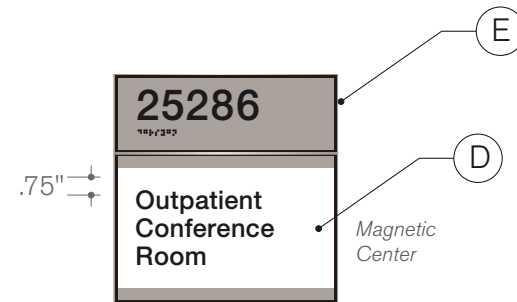 E
25286
D
.75"
Outpatient
Conference
Room
Magnetic
Center